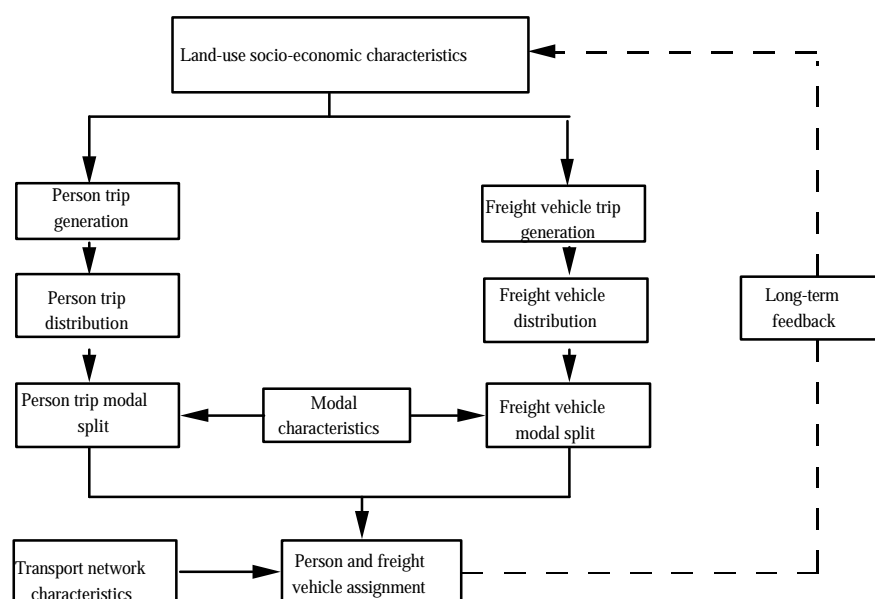 Land-use socio-economic characteristics
Person trip
generation
Freight vehicle trip
generation
Person trip
distribution
Freight vehicle
distribution
Long-term
feedback
Person trip modal
split
Modal
characteristics
Freight vehicle
modal split
Transport network
characteristics
Person and freight
vehicle assignment